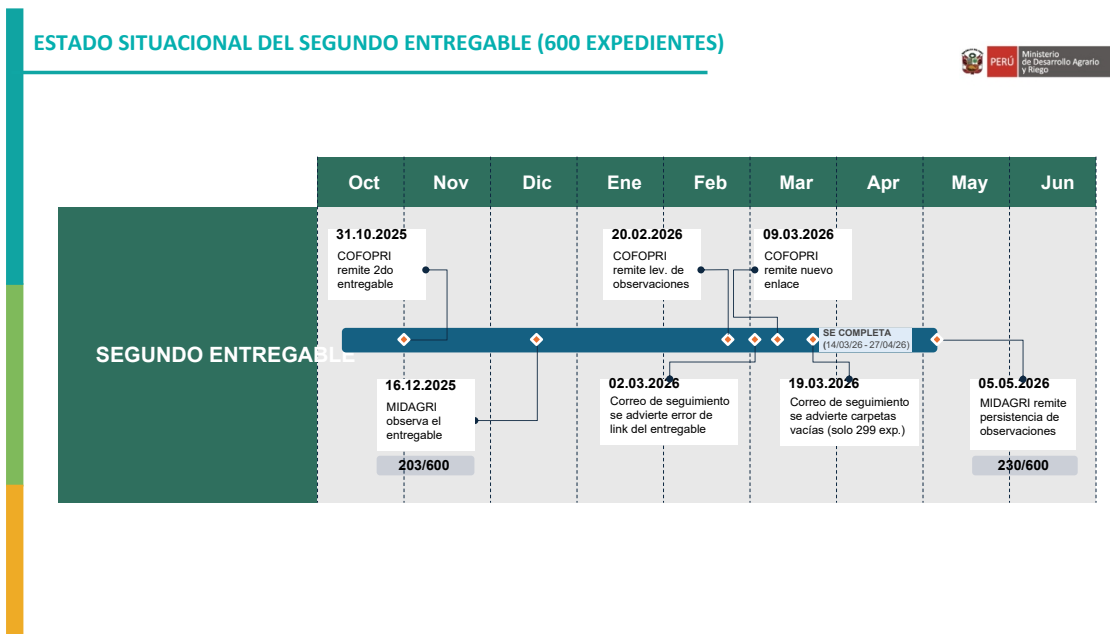 ESTADO SITUACIONAL DEL SEGUNDO ENTREGABLE (600 EXPEDIENTES)
PERÚ
Ministerio
de Desarrollo Agrario
y Riego
Oct Nov Dic Ene Feb Mar Apr May Jun
SEGUNDO ENTREGABLE
31.10.2025
COFOPRI
remite 2do
entregable
20.02.2026
COFOPRI
remite lev. de
observaciones
09.03.2026
COFOPRI
remite nuevo
enlace
SE COMPLETA
(14/03/26 - 27/04/26)
16.12.2025
MIDAGRI
observa el
entregable
203/600
02.03.2026
Correo de seguimiento
se advierte error de
link del entregable
19.03.2026
Correo de seguimiento
se advierte carpetas
vacías (solo 299 exp.)
05.05.2026
MIDAGRI remite
persistencia de
observaciones
230/600